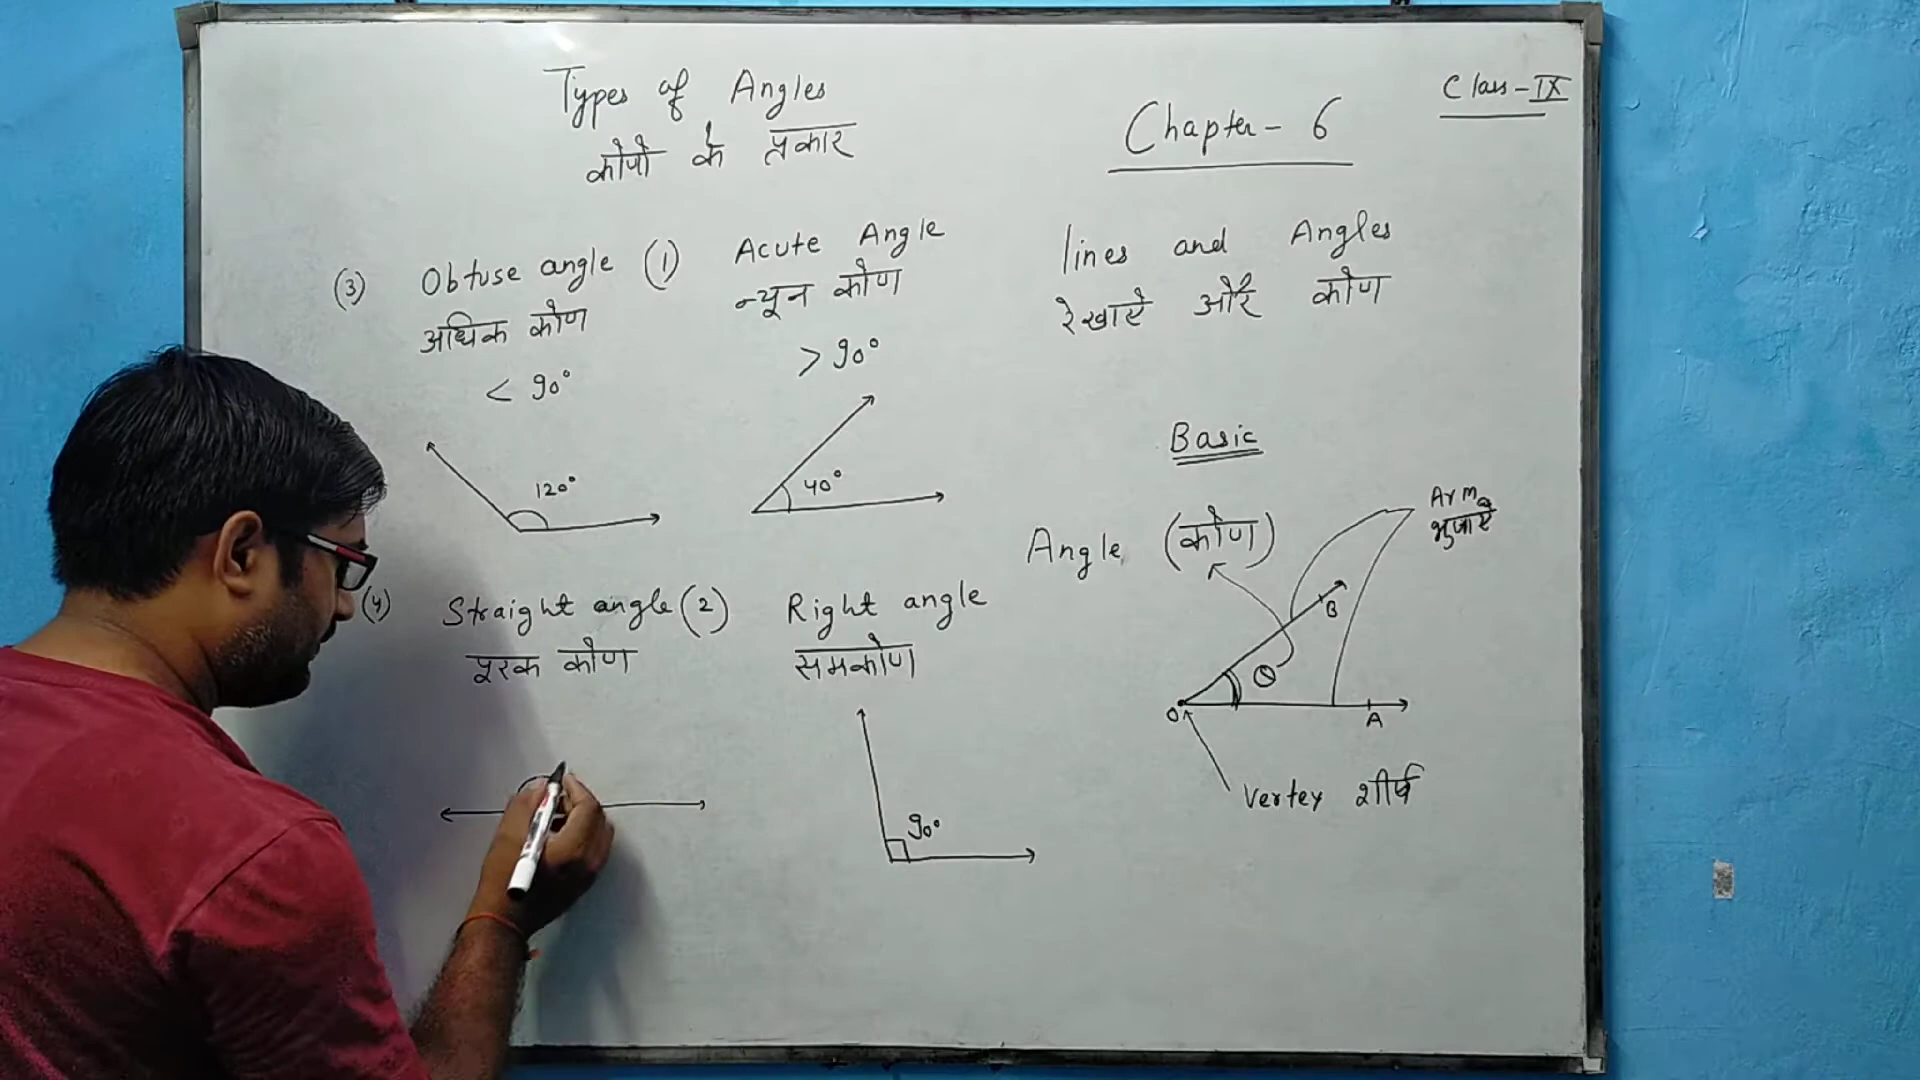 Class-IX
Chapter-6
lines and Angles
रेखाऐ और कोण
Basic
Angle (कोण)
Arm
भुजाऐ
B
θ
O
A
Vertex शीर्ष
Types of Angles
कोणो के प्रकार
(1) Acute Angle
न्यून कोण
> 90°
40°
(2) Right angle
समकोण
90°
(3) Obtuse angle
अधिक कोण
< 90°
120°
(4) Straight angle
पूरक कोण